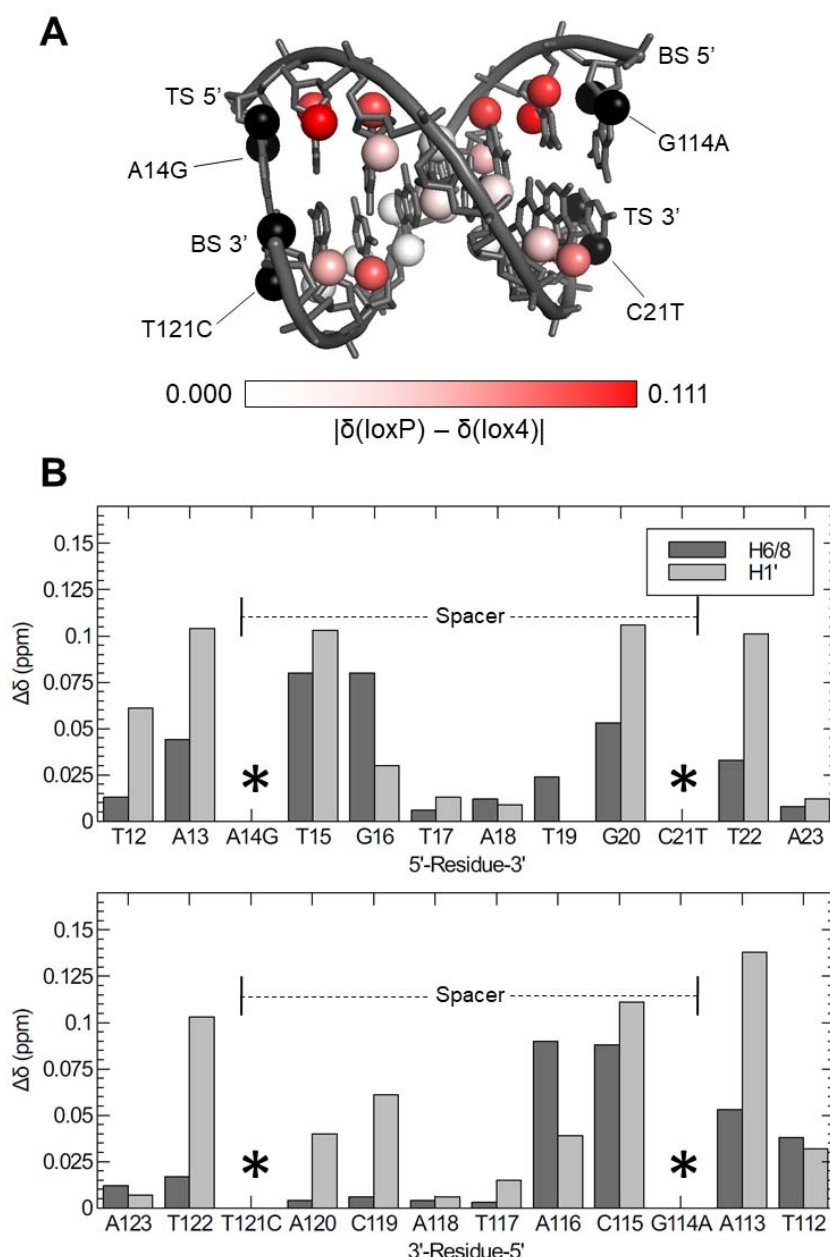 A
TS 5’
BS 5’
A14G
G114A
BS 3’
TS 3’
T121C
C21T
0.000 0.111
|δ(loxP) – δ(lox4)|
B
0.15
0.125
0.1
0.075
0.05
0.025
0
Δδ (ppm)
H6/8
H1'
Spacer
* *
T12 A13 A14G T15 G16 T17 A18 T19 G20 C21T T22 A23
5'-Residue-3'
0.15
0.125
0.1
0.075
0.05
0.025
0
Δδ (ppm)
Spacer
* *
A123 T122 T121C A120 C119 A118 T117 A116 C115 G114A A113 T112
3'-Residue-5'